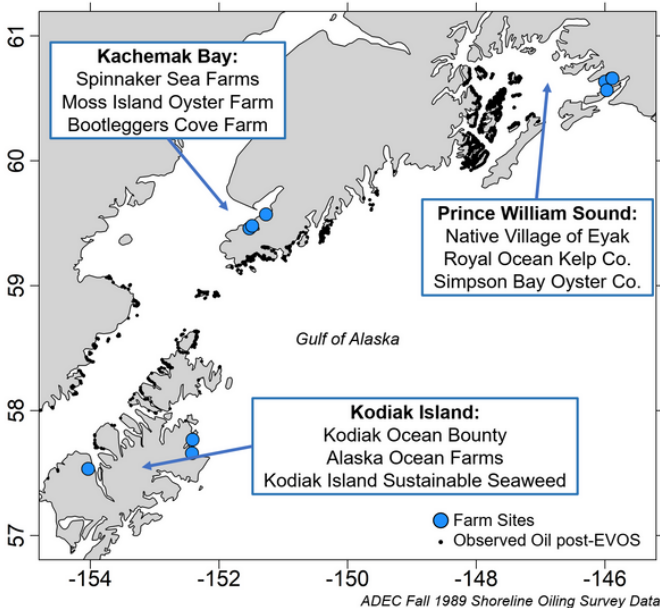 61
60
59
58
57
Kachemak Bay:
Spinnaker Sea Farms
Moss Island Oyster Farm
Bootleggers Cove Farm
Prince William Sound:
Native Village of Eyak
Royal Ocean Kelp Co.
Simpson Bay Oyster Co.
Gulf of Alaska
Kodiak Island:
Kodiak Ocean Bounty
Alaska Ocean Farms
Kodiak Island Sustainable Seaweed
Farm Sites
Observed Oil post-EVOS
-154 -152 -150 -148 -146
ADEC Fall 1989 Shoreline Oiling Survey Data